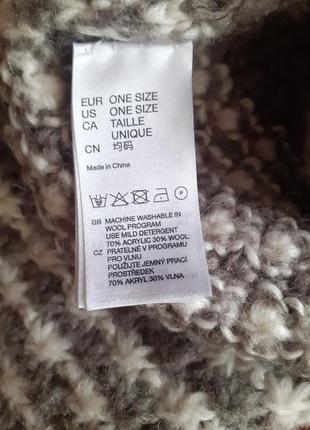 EUR ONE SIZE
US ONE SIZE
CA TAILLE
UNIQUE
CN 均码
Made in China
P
GB MACHINE WASHABLE IN
WOOL PROGRAM
USE MILD DETERGENT
70% ACRYLIC 30% WOOL
CZ PRATELNÉ V PROGRAMU
PRO VLNU
POUŽIJTE JEMNÝ PRACÍ
PROSTŘEDEK
70% AKRYL 30% VLNA